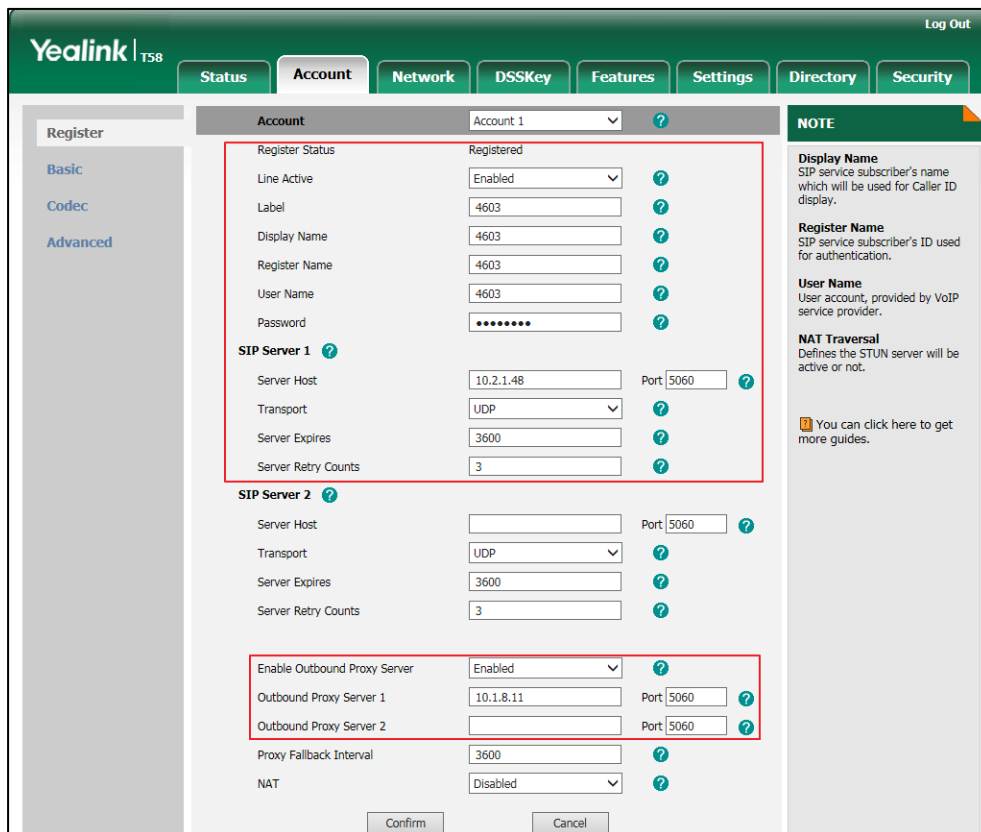 Log Out
Yealink | T58
Status Account Network DSSKey Features Settings Directory Security
Register
Basic
Codec
Advanced
Account Account 1
Register Status Registered
Line Active Enabled
Label 4603
Display Name 4603
Register Name 4603
User Name 4603
Password ••••••••
SIP Server 1
Server Host 10.2.1.48 Port 5060
Transport UDP
Server Expires 3600
Server Retry Counts 3
SIP Server 2
Server Host Port 5060
Transport UDP
Server Expires 3600
Server Retry Counts 3
Enable Outbound Proxy Server Enabled
Outbound Proxy Server 1 10.1.8.11 Port 5060
Outbound Proxy Server 2 Port 5060
Proxy Fallback Interval 3600
NAT Disabled
Confirm Cancel
NOTE
Display Name
SIP service subscriber's name
which will be used for Caller ID
display.
Register Name
SIP service subscriber's ID used
for authentication.
User Name
User account, provided by VoIP
service provider.
NAT Traversal
Defines the STUN server will be
active or not.
You can click here to get
more guides.